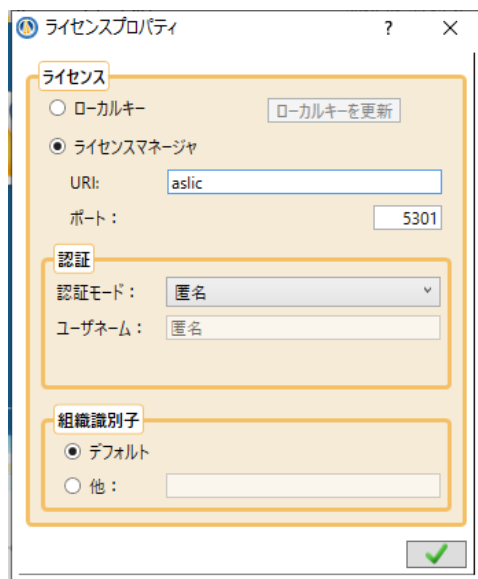 ライセンスプロパティ ? ×
ライセンス
ローカルキー ローカルキーを更新
ライセンスマネージャ
URI: aslic
ポート： 5301
認証
認証モード： 匿名
ユーザネーム： 匿名
組織識別子
デフォルト
他：